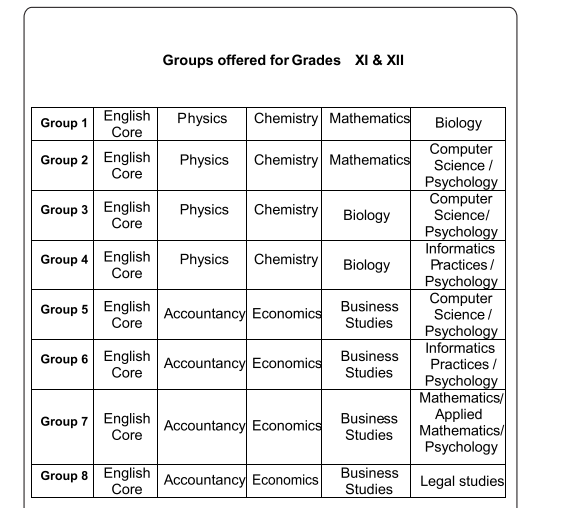 Groups offered for Grades XI & XII
Group 1 English Core Physics Chemistry Mathematics Biology
Group 2 English Core Physics Chemistry Mathematics Computer Science / Psychology
Group 3 English Core Physics Chemistry Biology Computer Science/ Psychology
Group 4 English Core Physics Chemistry Biology Informatics Practices / Psychology
Group 5 English Core Accountancy Economics Business Studies Computer Science / Psychology
Group 6 English Core Accountancy Economics Business Studies Informatics Practices / Psychology
Group 7 English Core Accountancy Economics Business Studies Mathematics/ Applied Mathematics/ Psychology
Group 8 English Core Accountancy Economics Business Studies Legal studies